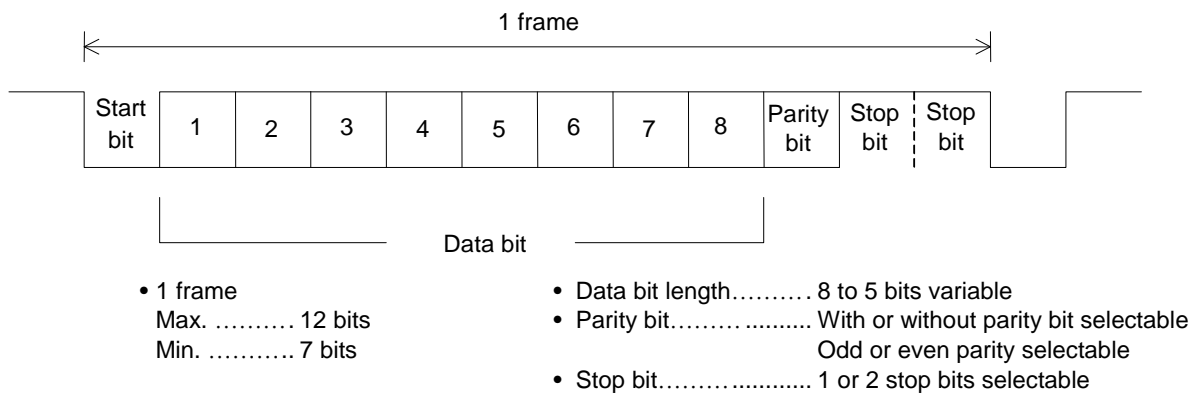 1 frame
Start bit 1 2 3 4 5 6 7 8 Parity bit Stop bit Stop bit
Data bit
• 1 frame
Max. .......... 12 bits
Min. ........... 7 bits
• Data bit length.......... 8 to 5 bits variable
• Parity bit................... With or without parity bit selectable
Odd or even parity selectable
• Stop bit..................... 1 or 2 stop bits selectable